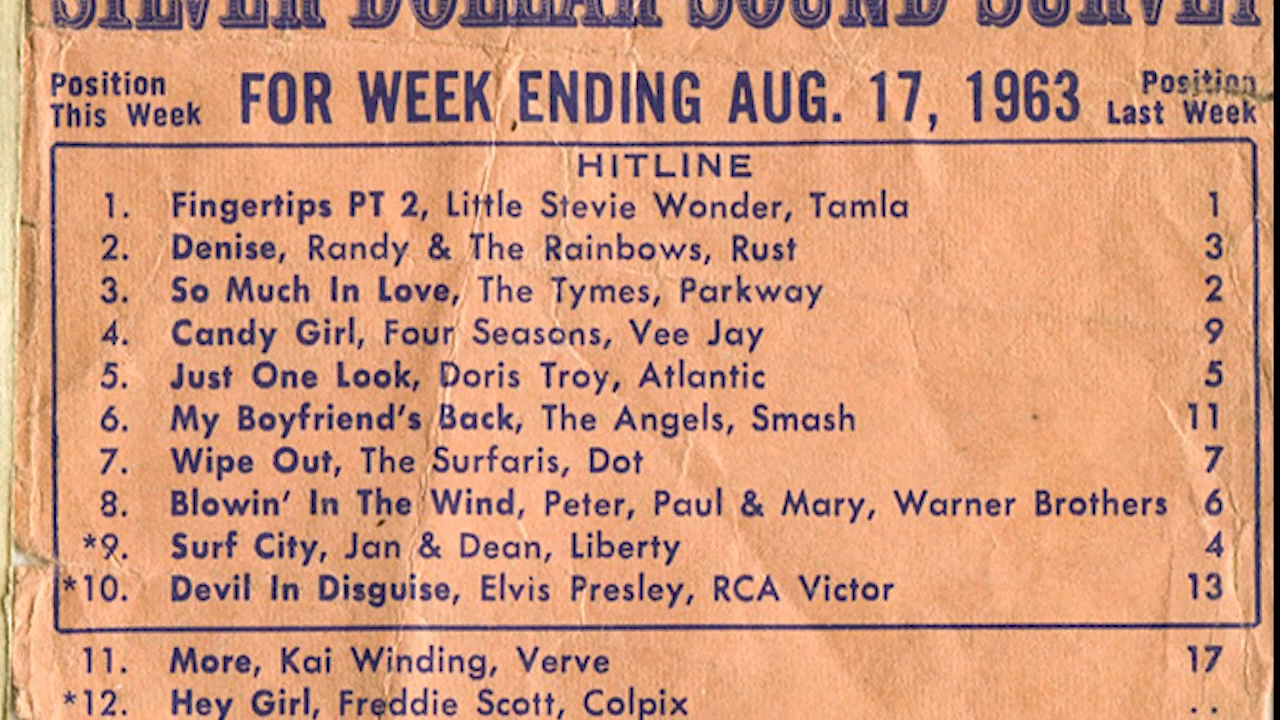 SILVER DOLLAR SOUND SURVEY
Position This Week FOR WEEK ENDING AUG. 17, 1963 Position Last Week
HITLINE
1. Fingertips PT 2, Little Stevie Wonder, Tamla 1
2. Denise, Randy & The Rainbows, Rust 3
3. So Much In Love, The Tymes, Parkway 2
4. Candy Girl, Four Seasons, Vee Jay 9
5. Just One Look, Doris Troy, Atlantic 5
6. My Boyfriend's Back, The Angels, Smash 11
7. Wipe Out, The Surfaris, Dot 7
8. Blowin' In The Wind, Peter, Paul & Mary, Warner Brothers 6
*9. Surf City, Jan & Dean, Liberty 4
*10. Devil In Disguise, Elvis Presley, RCA Victor 13
11. More, Kai Winding, Verve 17
*12. Hey Girl, Freddie Scott, Colpix . .